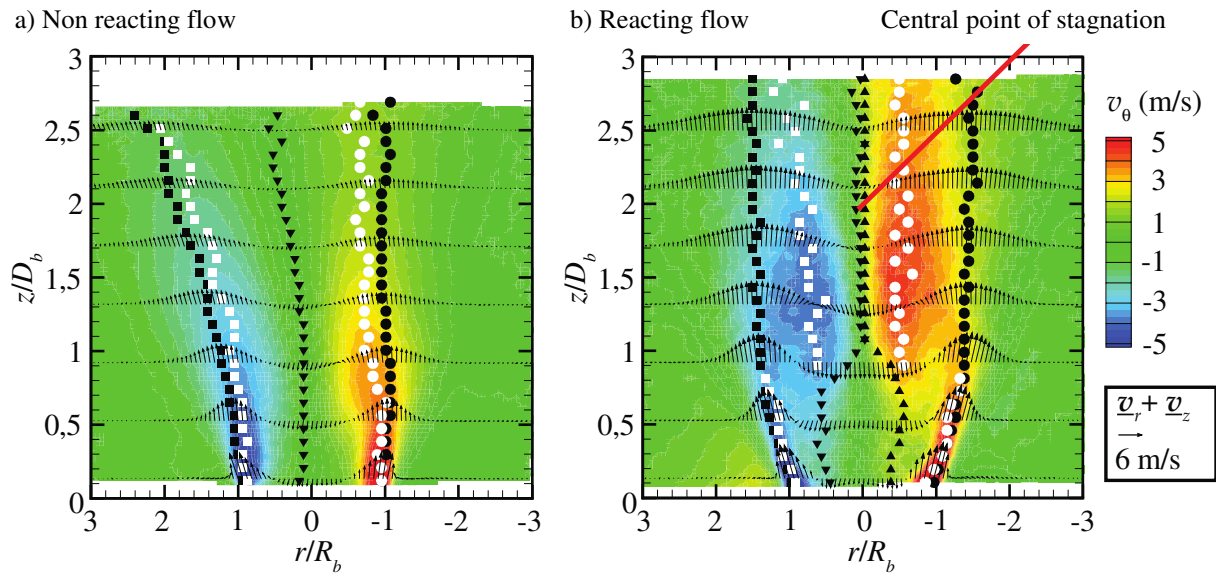 a) Non reacting flow
b) Reacting flow
Central point of stagnation
3
2,5
2
1,5
1
0,5
0
z/D_b
3 2 1 0 -1 -2 -3
r/R_b
3
2,5
2
1,5
1
0,5
0
z/D_b
3 2 1 0 -1 -2 -3
r/R_b
v_θ (m/s)
5
3
1
-1
-3
-5
v_r + v_z
6 m/s